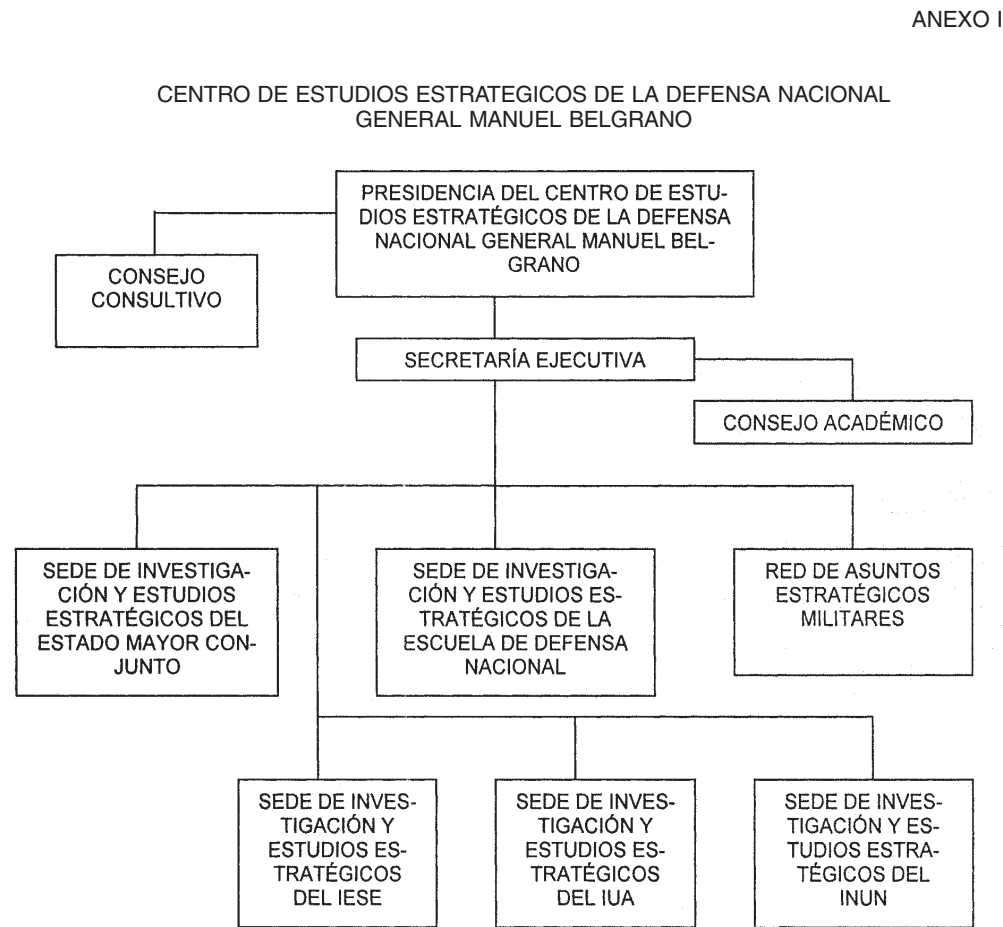 ANEXO I
CENTRO DE ESTUDIOS ESTRATEGICOS DE LA DEFENSA NACIONAL
GENERAL MANUEL BELGRANO
PRESIDENCIA DEL CENTRO DE ESTU-
DIOS ESTRATÉGICOS DE LA DEFENSA
NACIONAL GENERAL MANUEL BEL-
GRANO
CONSEJO
CONSULTIVO
SECRETARÍA EJECUTIVA
CONSEJO ACADÉMICO
SEDE DE INVESTIGA-
CIÓN Y ESTUDIOS
ESTRATÉGICOS DEL
ESTADO MAYOR CON-
JUNTO
SEDE DE INVESTIGA-
CIÓN Y ESTUDIOS ES-
TRATÉGICOS DE LA
ESCUELA DE DEFENSA
NACIONAL
RED DE ASUNTOS
ESTRATÉGICOS
MILITARES
SEDE DE INVES-
TIGACIÓN Y
ESTUDIOS ES-
TRATÉGICOS
DEL IESE
SEDE DE INVES-
TIGACIÓN Y
ESTUDIOS ES-
TRATÉGICOS
DEL IUA
SEDE DE INVES-
TIGACIÓN Y ES-
TUDIOS ESTRA-
TÉGICOS DEL
INUN